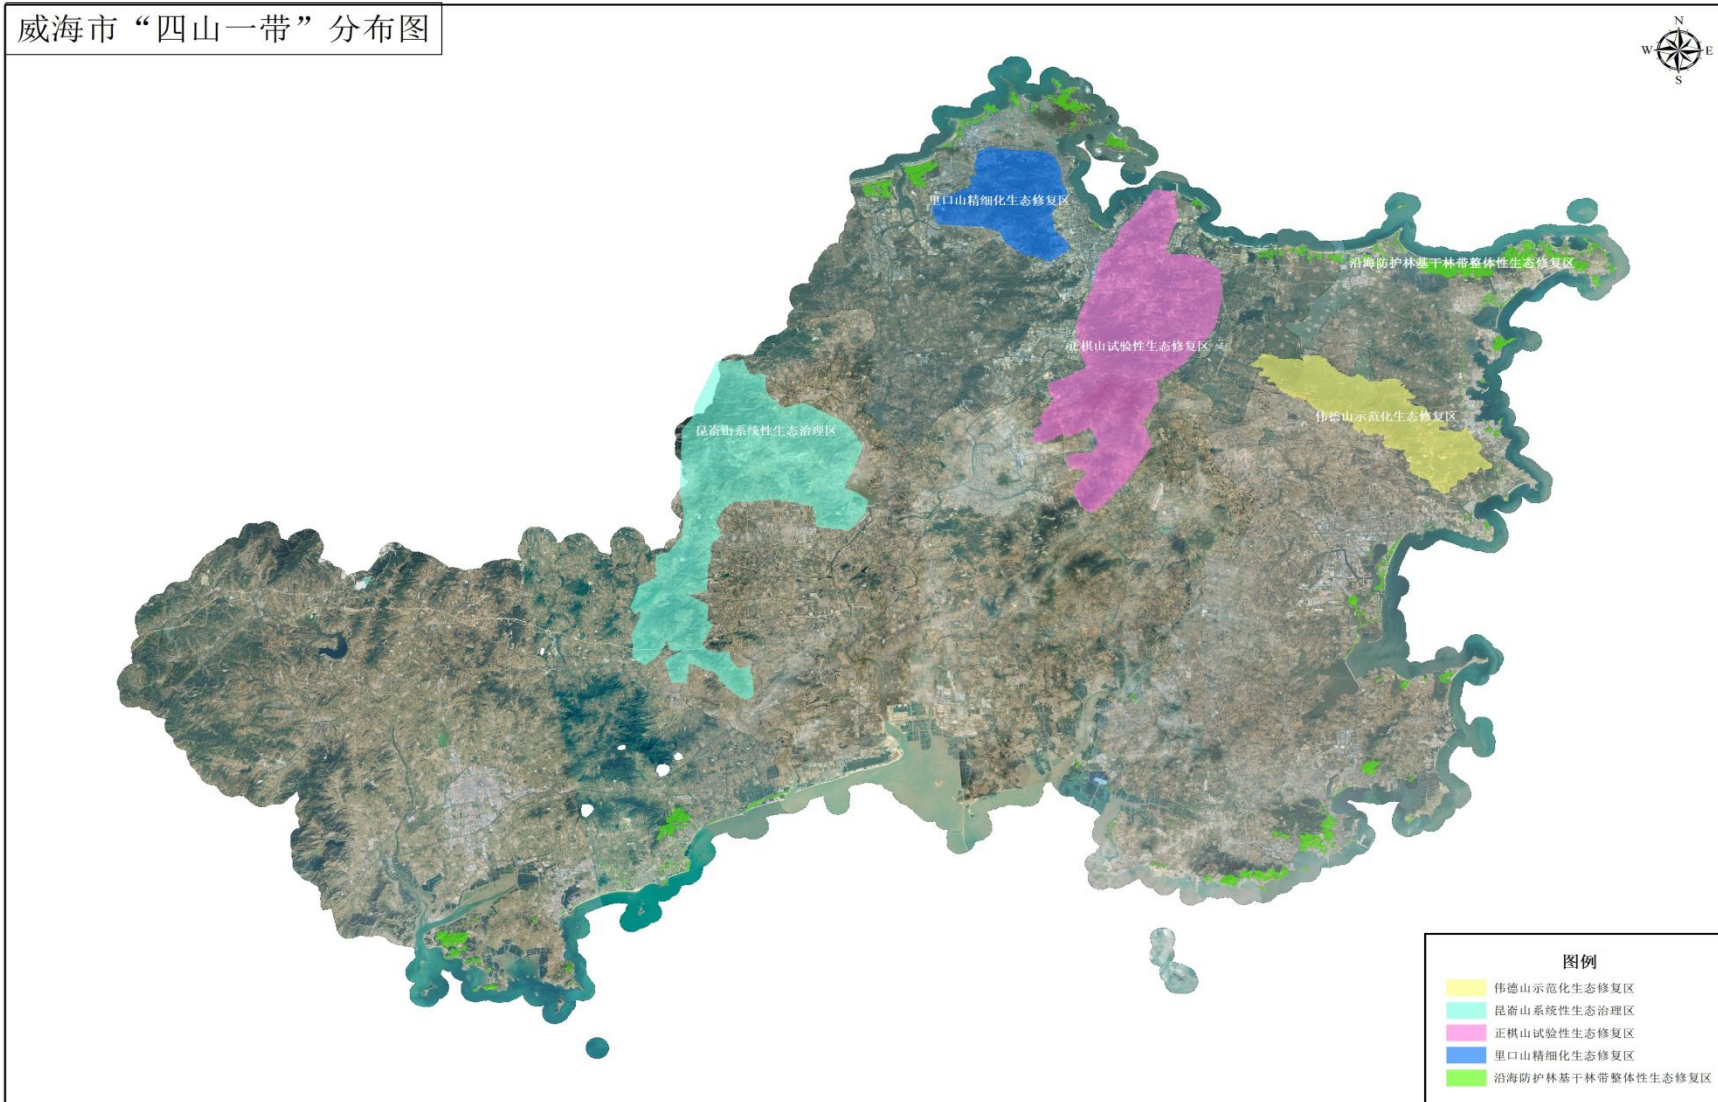 威海市“四山一带”分布图
N
W
E
S
里口山精细化生态修复区
沿海防护林基干林带整体性生态修复区
正棋山试验性生态修复区
伟德山示范化生态修复区
昆嵛山系统性生态治理区
图例
伟德山示范化生态修复区
昆嵛山系统性生态治理区
正棋山试验性生态修复区
里口山精细化生态修复区
沿海防护林基干林带整体性生态修复区